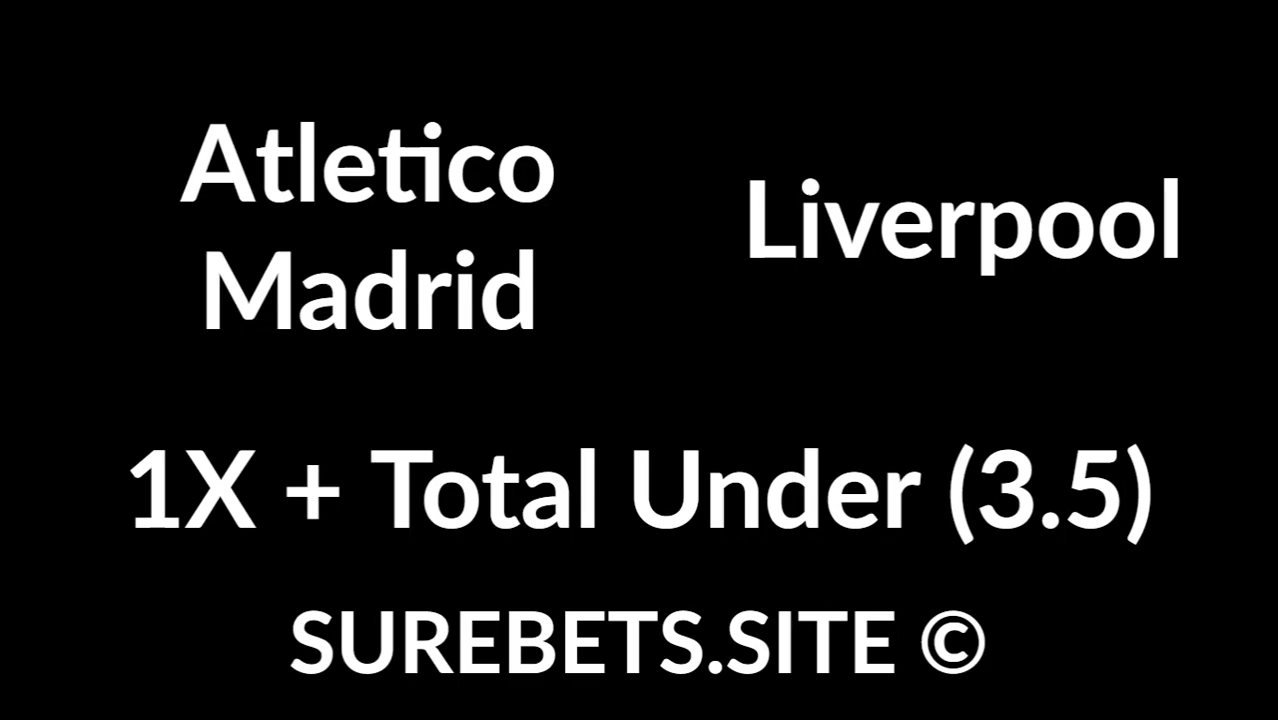 Atletico
Madrid
Liverpool
1X + Total Under (3.5)
SUREBETS.SITE ©